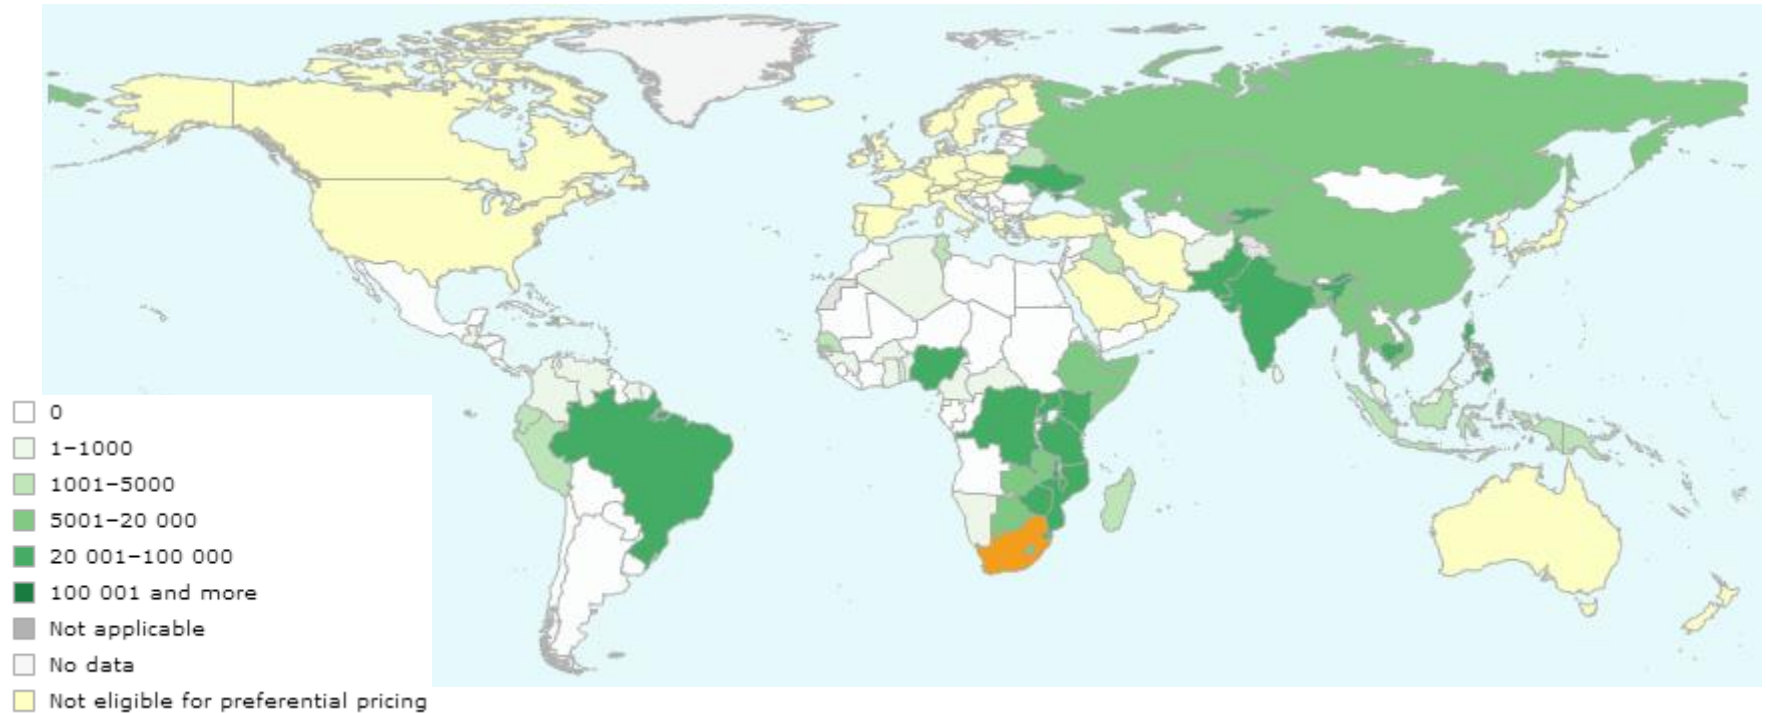 0
1–1000
1001–5000
5001–20 000
20 001–100 000
100 001 and more
Not applicable
No data
Not eligible for preferential pricing